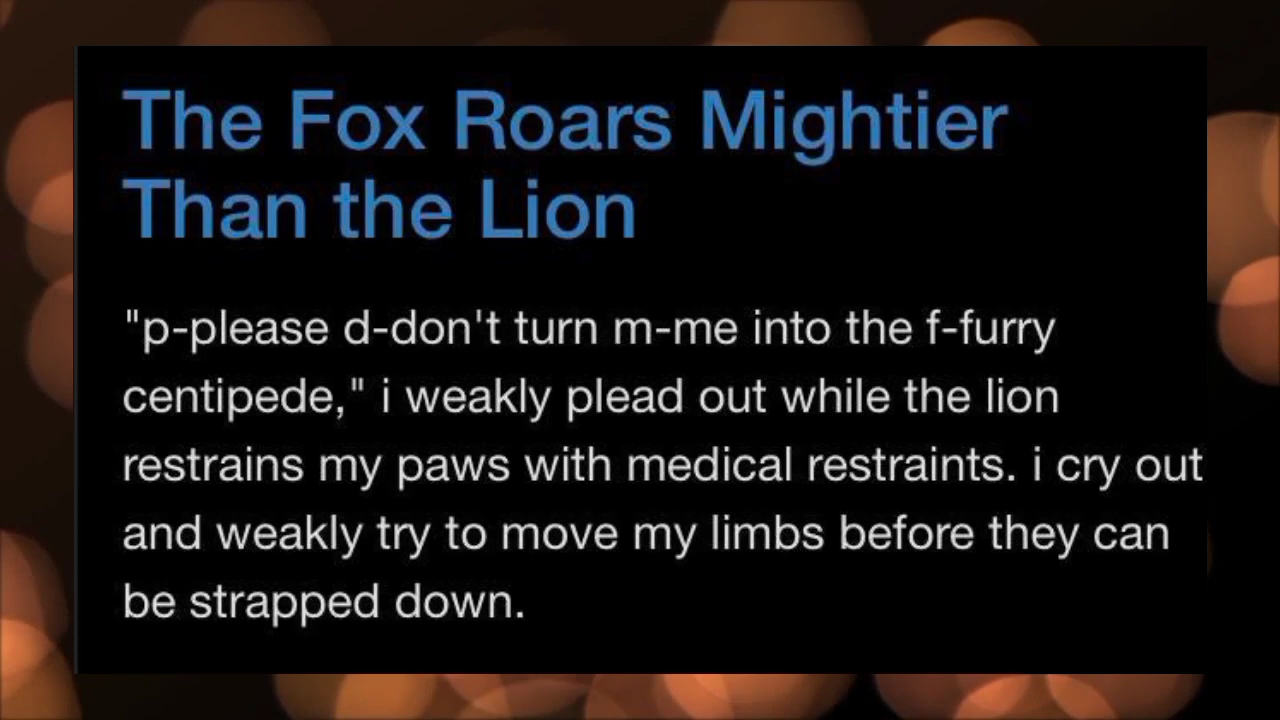 The Fox Roars Mightier
Than the Lion
"p-please d-don't turn m-me into the f-furry
centipede," i weakly plead out while the lion
restrains my paws with medical restraints. i cry out
and weakly try to move my limbs before they can
be strapped down.